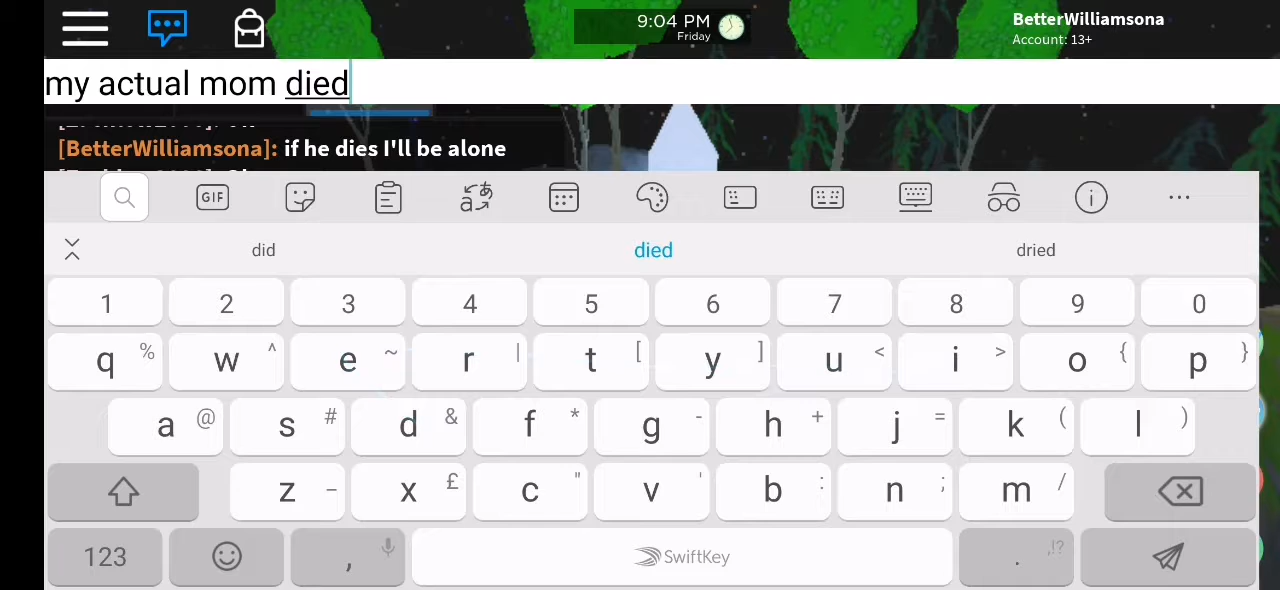 9:04 PM
Friday
BetterWilliamsona
Account: 13+
my actual mom died
[BetterWilliamsona]: if he dies I'll be alone
GIF
did died dried
1 2 3 4 5 6 7 8 9 0
q % w ^ e ~ r | t [ y ] u < i > o { p }
a @ s # d & f * g - h + j = k ( l )
z _ x £ c " v ' b : n ; m /
123 , SwiftKey . ,!?